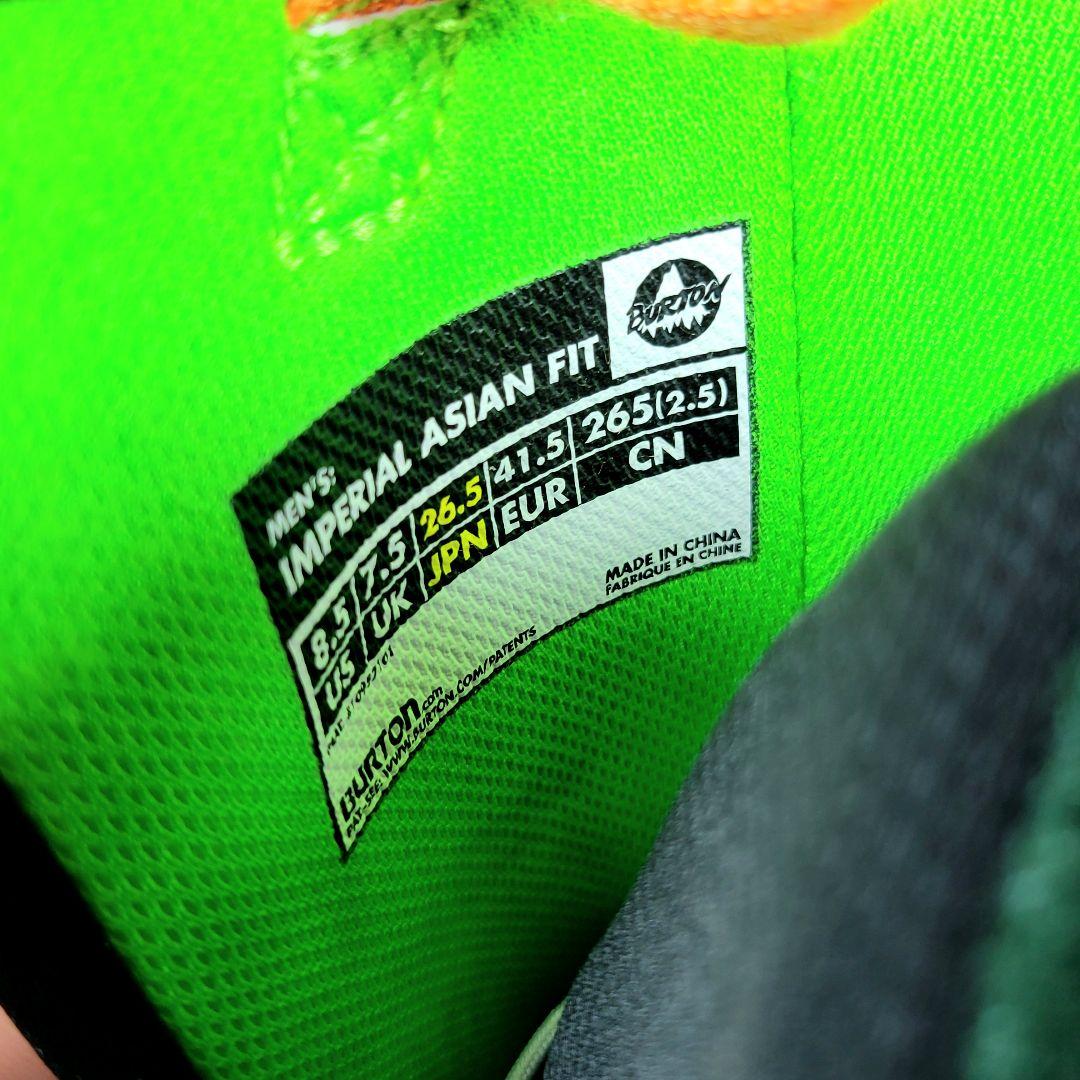 BURTON
MEN'S:
IMPERIAL ASIAN FIT
8.5 7.5 26.5 41.5 265(2.5)
US UK JPN EUR CN
MADE IN CHINA
FABRIQUE EN CHINE
BURTON.com
PAT-SEE: WWW.BURTON.COM/PATENTS